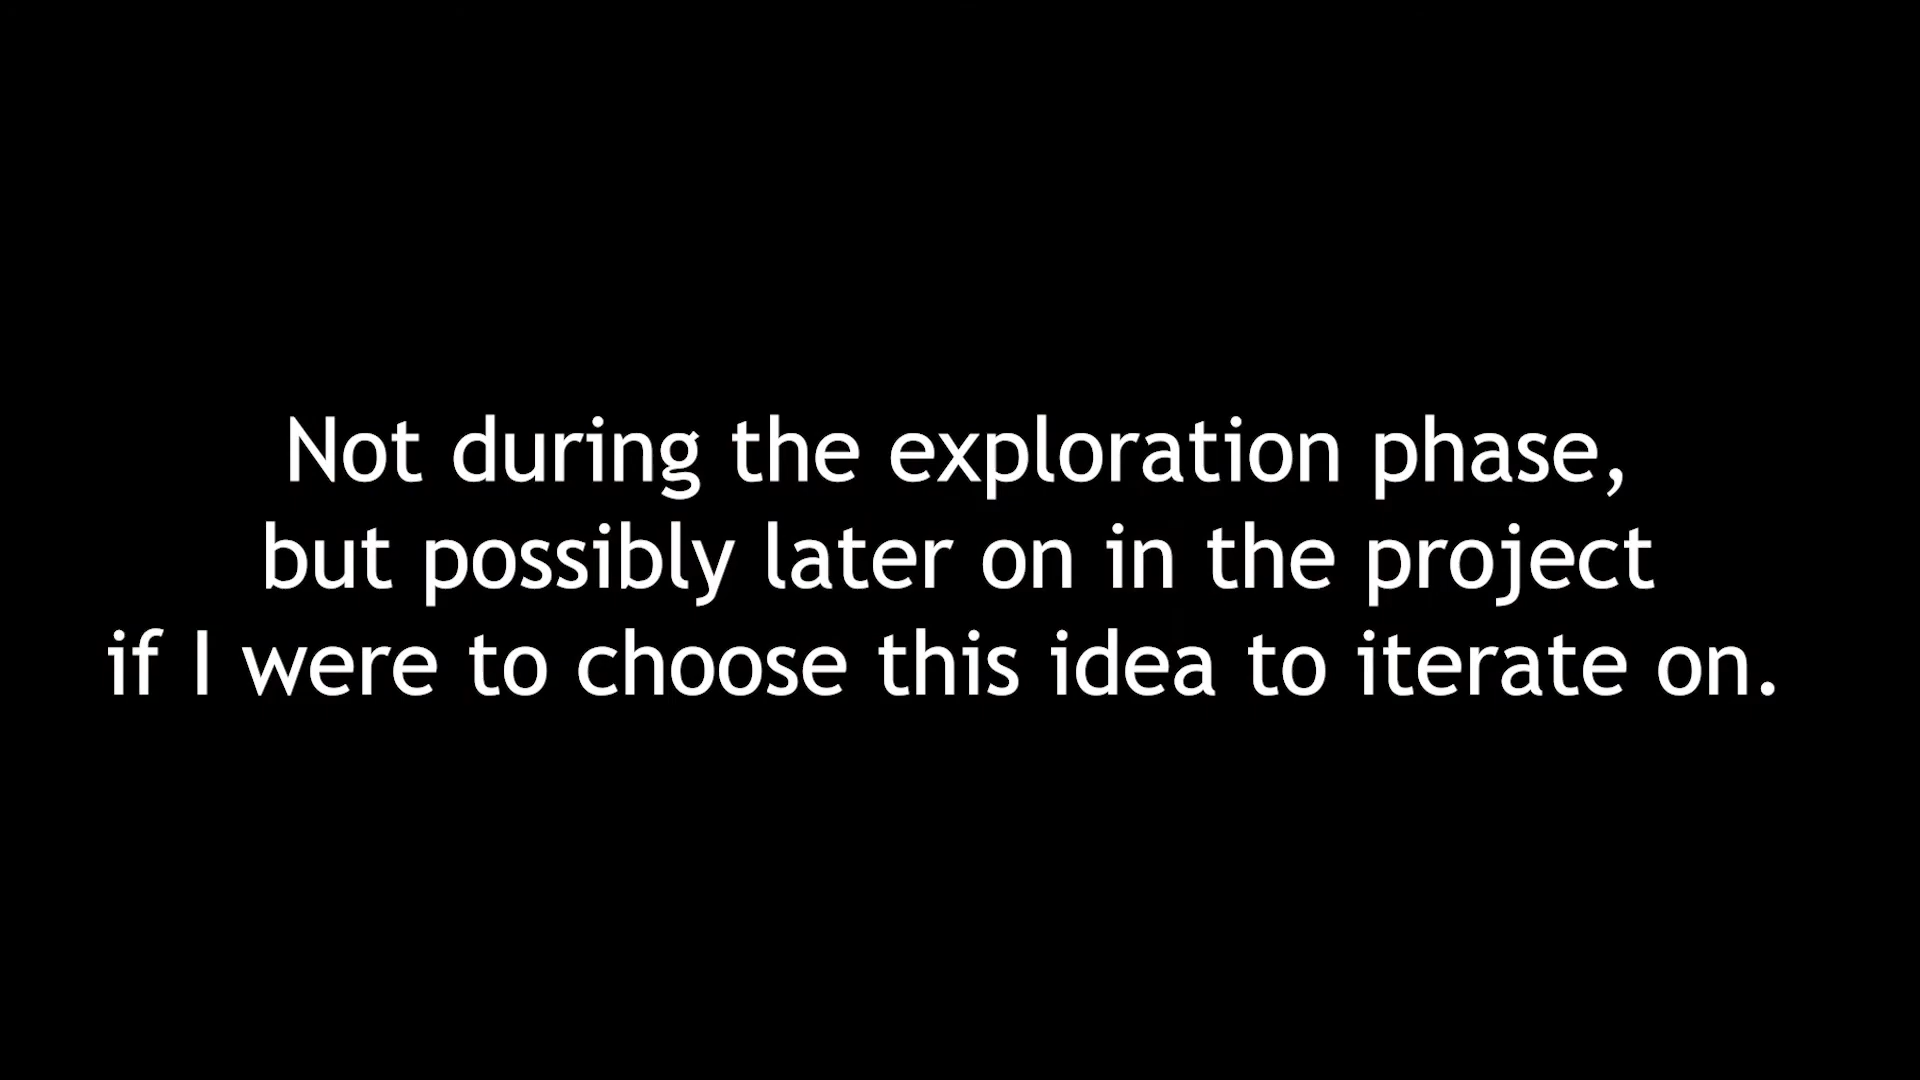 Not during the exploration phase,
but possibly later on in the project
if I were to choose this idea to iterate on.